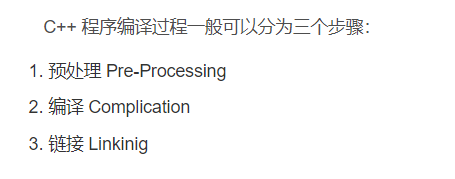 C++ 程序编译过程一般可以分为三个步骤：
1. 预处理 Pre-Processing
2. 编译 Complication
3. 链接 Linkinig